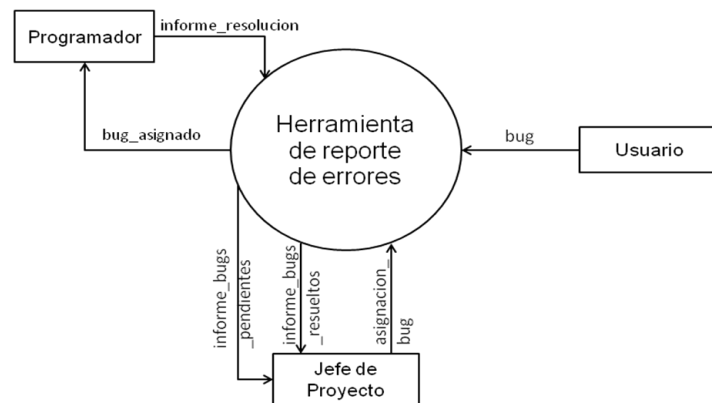 informe_resolucion
Programador
bug_asignado
Herramienta
de reporte
de errores
bug
Usuario
informe_bugs
_pendientes
informe_bugs
_resueltos
asignacion_
bug
Jefe de
Proyecto